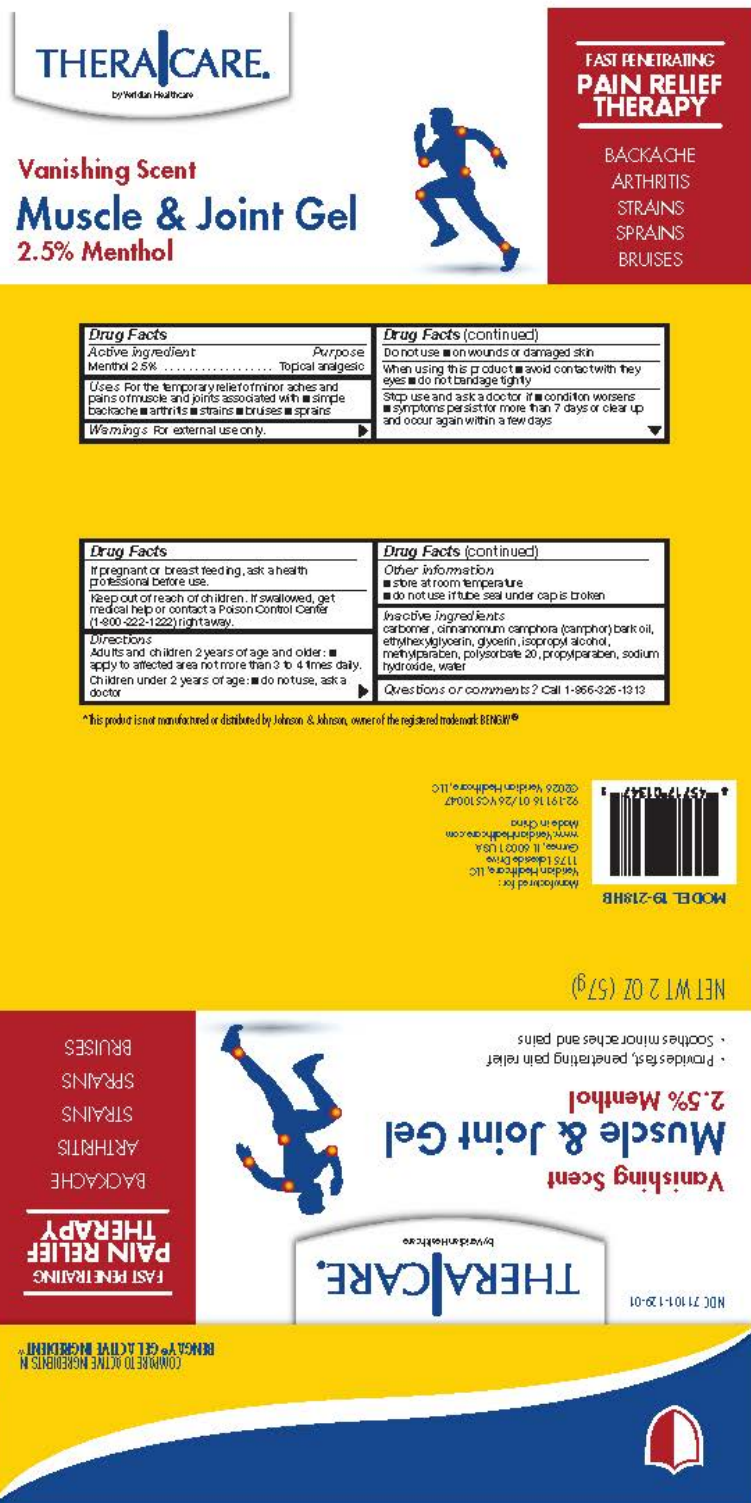 THERA|CARE®
by Veridian Healthcare
Vanishing Scent
Muscle & Joint Gel
2.5% Menthol
FAST PENETRATING
PAIN RELIEF
THERAPY
BACKACHE
ARTHRITIS
STRAINS
SPRAINS
BRUISES
Drug Facts
Active ingredient Purpose
Menthol 2.5% .................. Topical analgesic
Uses For the temporary relief of minor aches and
pains of muscle and joints associated with ■ simple
backache ■ arthritis ■ strains ■ bruises ■ sprains
Warnings For external use only.
Drug Facts (continued)
Do not use ■ on wounds or damaged skin
When using this product ■ avoid contact with they
eyes ■ do not bandage tightly
Stop use and ask a doctor if ■ condition worsens
■ symptoms persist for more than 7 days or clear up
and occur again within a few days
Drug Facts
If pregnant or breast feeding, ask a health
professional before use.
Keep out of reach of children. If swallowed, get
medical help or contact a Poison Control Center
(1-800-222-1222) right away.
Directions
Adults and children 2 years of age and older: ■
apply to affected area not more than 3 to 4 times daily.
Children under 2 years of age: ■ do not use, ask a
doctor
Drug Facts (continued)
Other information
■ store at room temperature
■ do not use if tube seal under cap is broken
Inactive ingredients
carbomer, cinnamomum camphora (camphor) bark oil,
ethylhexylglycerin, glycerin, isopropyl alcohol,
methylparaben, polysorbate 20, propylparaben, sodium
hydroxide, water
Questions or comments? Call 1-866-326-1313
*This product is not manufactured or distributed by Johnson & Johnson, owner of the registered trademark BENGAY®
MODEL 19-218HB
Manufactured for:
Veridian Healthcare, LLC
1175 Lakeside Drive
Gurnee, IL 60031 USA
www.VeridianHealthcare.com
Made in China
92-19116 01/26 VCS10047
©2026 Veridian Healthcare, LLC
NDC 71101-129-01
THERA|CARE®
by Veridian Healthcare
Vanishing Scent
Muscle & Joint Gel
2.5% Menthol
• Provides fast, penetrating pain relief
• Soothes minor aches and pains
NET WT 2 OZ (57g)
FAST PENETRATING
PAIN RELIEF
THERAPY
BACKACHE
ARTHRITIS
STRAINS
SPRAINS
BRUISES
COMPARE TO ACTIVE INGREDIENTS IN
BENGAY® GEL ACTIVE INGREDIENT*